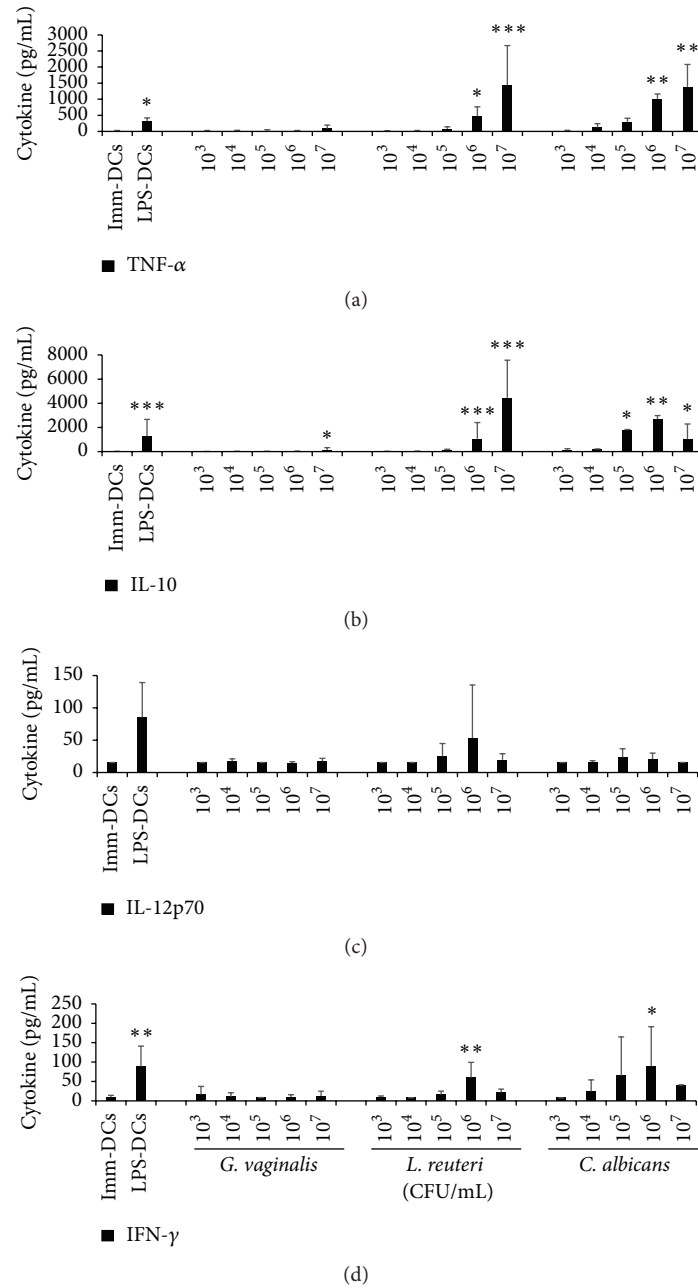 Cytokine (pg/mL)
3000
2500
2000
1500
1000
500
0
* *** * ** **
Imm-DCs LPS-DCs 10³ 10⁴ 10⁵ 10⁶ 10⁷ 10³ 10⁴ 10⁵ 10⁶ 10⁷ 10³ 10⁴ 10⁵ 10⁶ 10⁷
TNF-α
(a)
Cytokine (pg/mL)
8000
6000
4000
2000
0
*** * *** *** * ** *
Imm-DCs LPS-DCs 10³ 10⁴ 10⁵ 10⁶ 10⁷ 10³ 10⁴ 10⁵ 10⁶ 10⁷ 10³ 10⁴ 10⁵ 10⁶ 10⁷
IL-10
(b)
Cytokine (pg/mL)
150
100
50
0
Imm-DCs LPS-DCs 10³ 10⁴ 10⁵ 10⁶ 10⁷ 10³ 10⁴ 10⁵ 10⁶ 10⁷ 10³ 10⁴ 10⁵ 10⁶ 10⁷
IL-12p70
(c)
Cytokine (pg/mL)
250
200
150
100
50
0
** ** *
Imm-DCs LPS-DCs 10³ 10⁴ 10⁵ 10⁶ 10⁷ 10³ 10⁴ 10⁵ 10⁶ 10⁷ 10³ 10⁴ 10⁵ 10⁶ 10⁷
G. vaginalis L. reuteri C. albicans
(CFU/mL)
IFN-γ
(d)